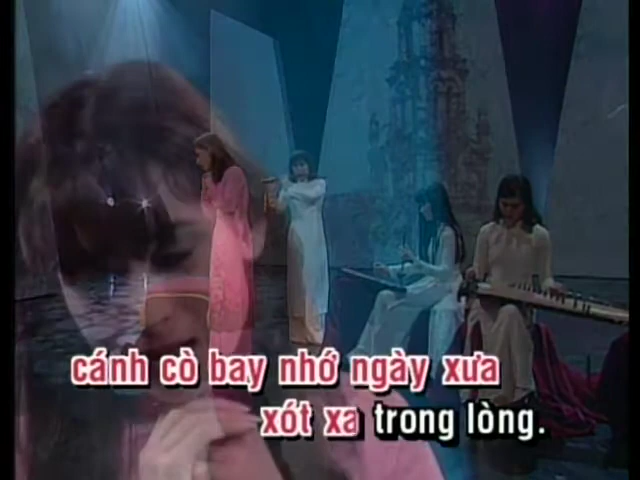 cánh cò bay nhớ ngày xưa
xót xa trong lòng.